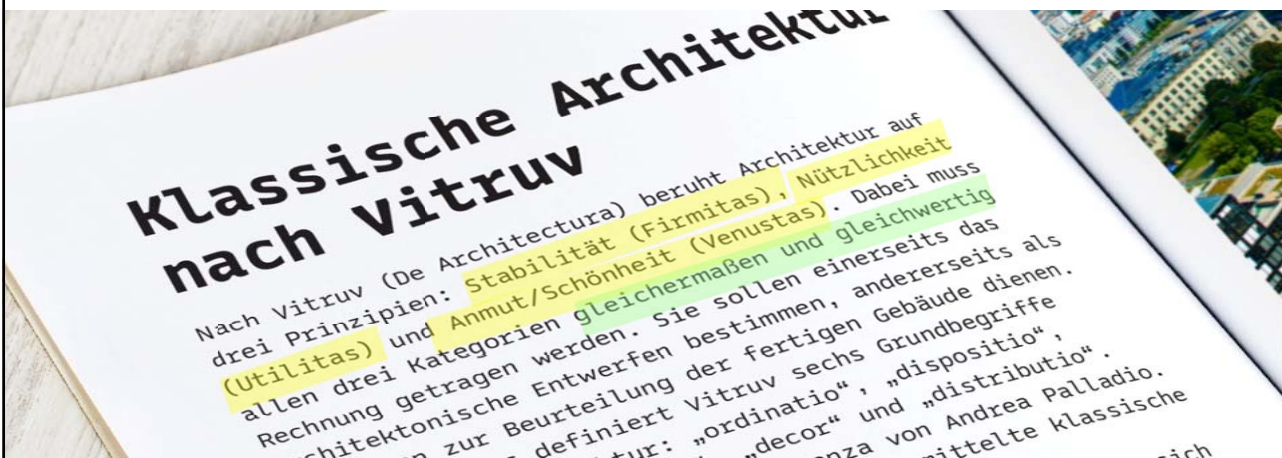 Klassische Architektur
nach Vitruv
Nach Vitruv (De Architectura) beruht Architektur auf
drei Prinzipien: Stabilität (Firmitas), Nützlichkeit
(Utilitas) und Anmut/Schönheit (Venustas). Dabei muss
allen drei Kategorien gleichermaßen und gleichwertig
Rechnung getragen werden. Sie sollen einerseits das
architektonische Entwerfen bestimmen, andererseits als
zur Beurteilung der fertigen Gebäude dienen.
definiert Vitruv sechs Grundbegriffe
„ordinatio“, „dispositio“,
„decor“ und „distributio“.
von Andrea Palladio.
klassische